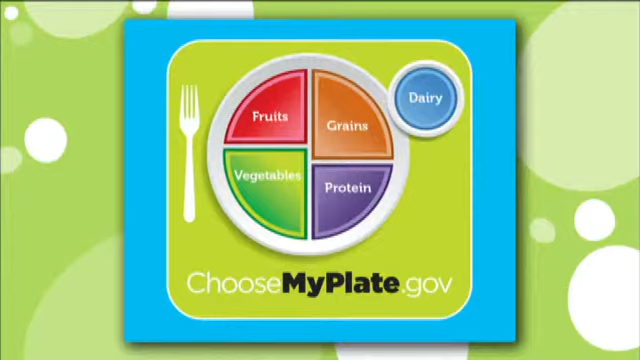 Fruits
Grains
Dairy
Vegetables
Protein
ChooseMyPlate.gov